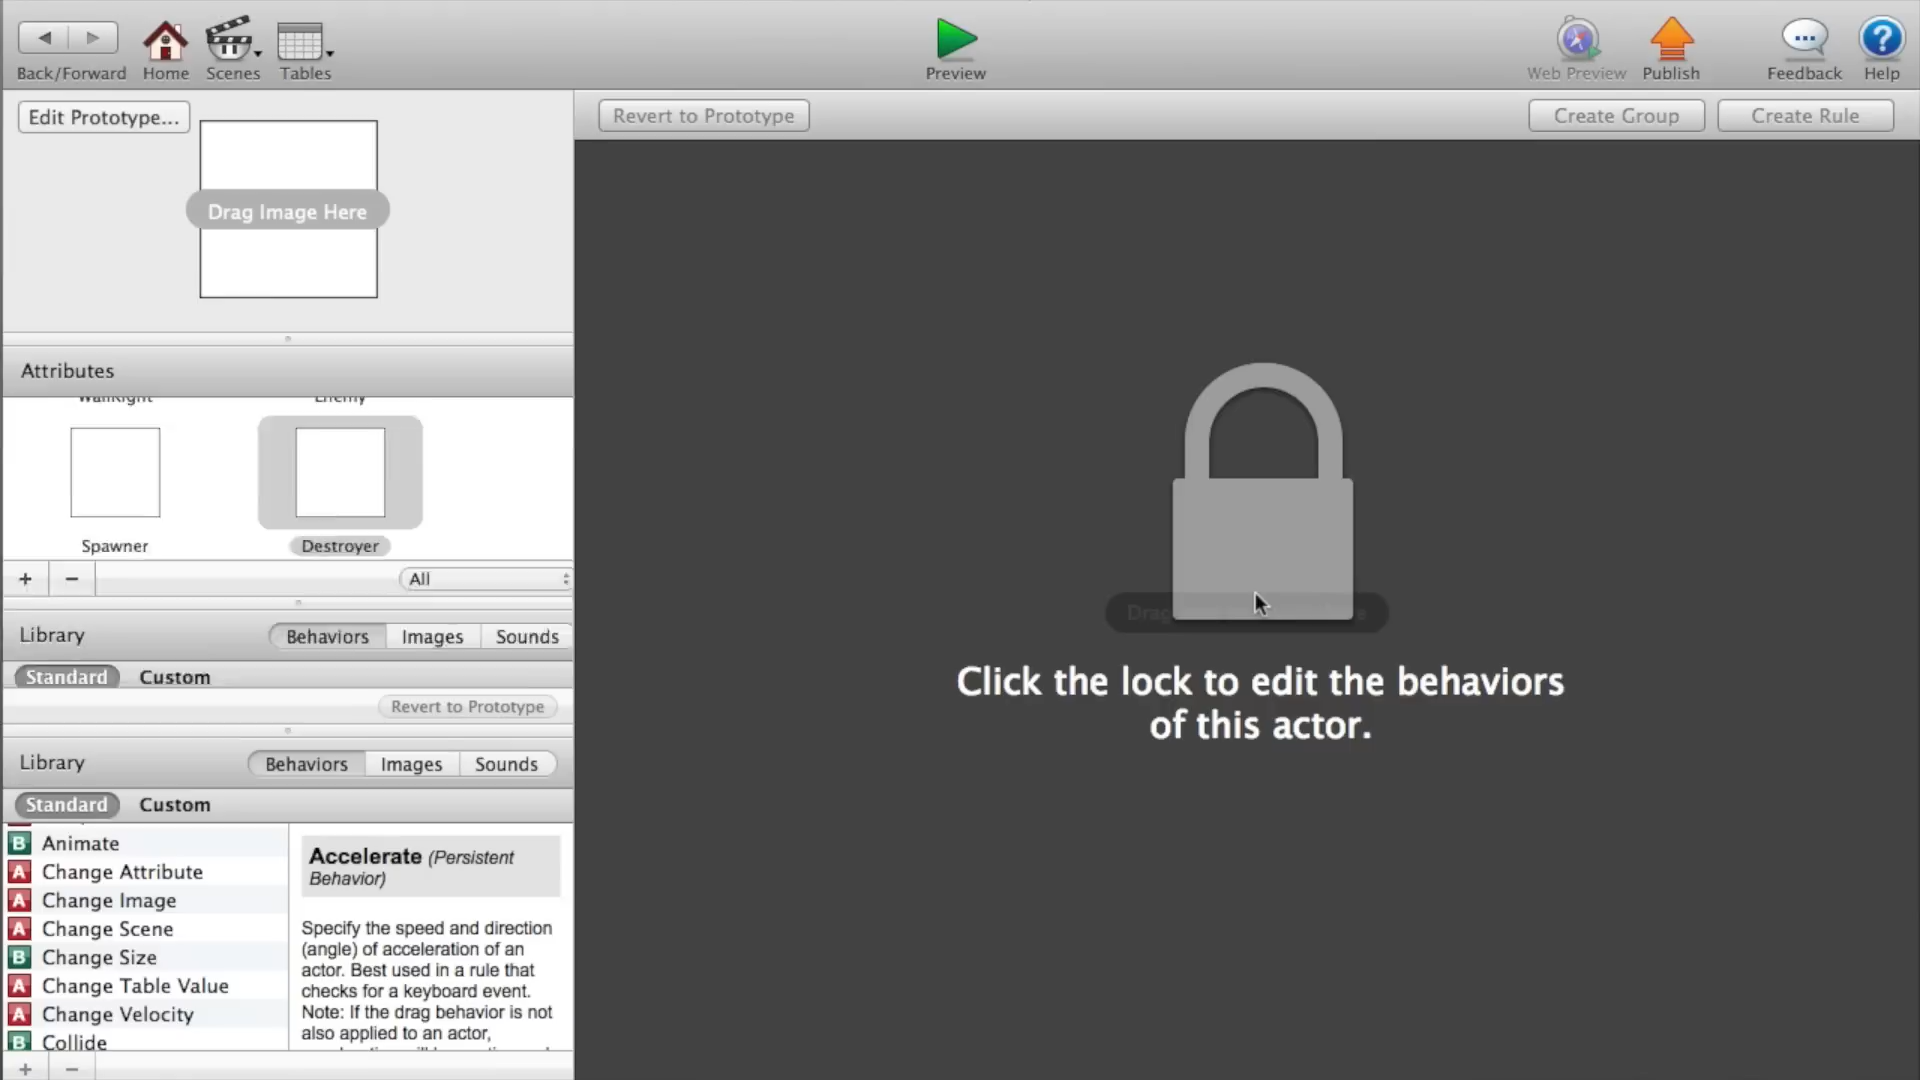 Back/Forward
Home
Scenes
Tables
Preview
Web Preview
Publish
Feedback
Help
Edit Prototype...
Drag Image Here
Revert to Prototype
Create Group
Create Rule
Attributes
WallRight
Enemy
Spawner
Destroyer
+
−
All
Library
Behaviors
Images
Sounds
Standard
Custom
Revert to Prototype
Library
Behaviors
Images
Sounds
Standard
Custom
B Animate
A Change Attribute
A Change Image
A Change Scene
B Change Size
A Change Table Value
A Change Velocity
B Collide
Accelerate (Persistent
Behavior)
Specify the speed and direction
(angle) of acceleration of an
actor. Best used in a rule that
checks for a keyboard event.
Note: If the drag behavior is not
also applied to an actor,
+
−
Drag
Click the lock to edit the behaviors
of this actor.